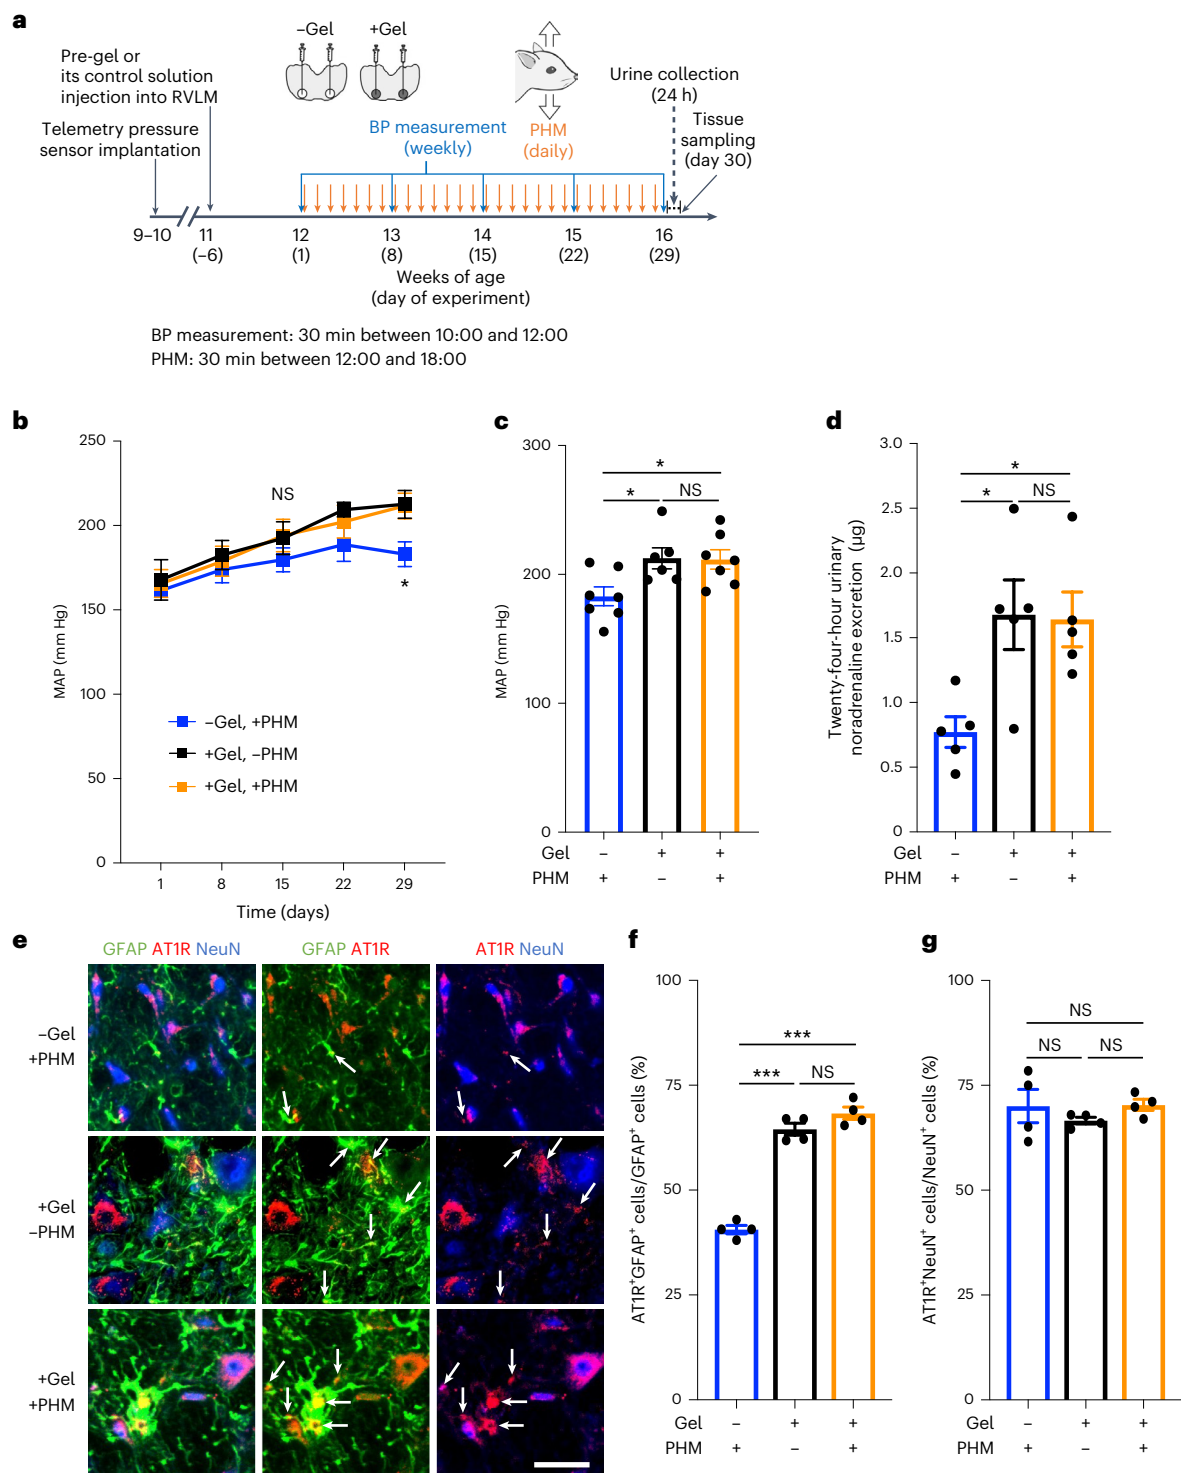 a
–Gel
+Gel
Pre-gel or
its control solution
injection into RVLM
Urine collection
(24 h)
Telemetry pressure
sensor implantation
BP measurement
(weekly)
PHM
(daily)
Tissue
sampling
(day 30)
9–10
11
(–6)
12
(1)
13
(8)
14
(15)
15
(22)
16
(29)
Weeks of age
(day of experiment)
BP measurement: 30 min between 10:00 and 12:00
PHM: 30 min between 12:00 and 18:00
b
250
200
150
100
50
0
MAP (mm Hg)
NS
*
–Gel, +PHM
+Gel, –PHM
+Gel, +PHM
1
8
15
22
29
Time (days)
c
300
200
100
0
MAP (mm Hg)
*
*
NS
Gel – + +
PHM + – +
d
3.0
2.5
2.0
1.5
1.0
0.5
0
Twenty-four-hour urinary
noradrenaline excretion (µg)
*
*
NS
Gel – + +
PHM + – +
e
GFAP AT1R NeuN
GFAP AT1R
AT1R NeuN
–Gel
+PHM
+Gel
–PHM
+Gel
+PHM
f
100
75
50
25
0
AT1R⁺GFAP⁺ cells/GFAP⁺ cells (%)
***
***
NS
Gel – + +
PHM + – +
g
100
75
50
25
0
AT1R⁺NeuN⁺ cells/NeuN⁺ cells (%)
NS
NS
NS
Gel – + +
PHM + – +